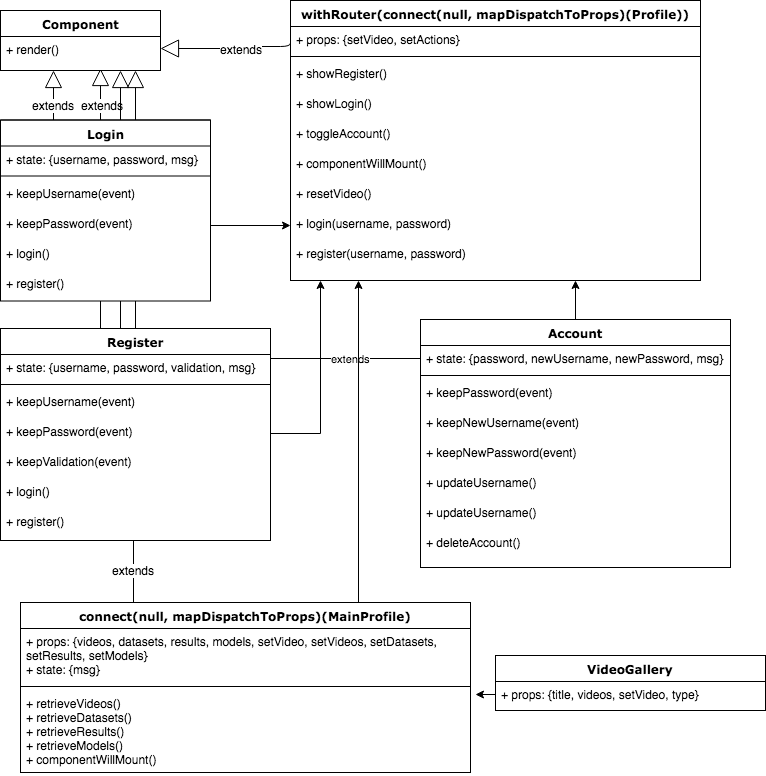 Component
+ render()
withRouter(connect(null, mapDispatchToProps)(Profile))
+ props: {setVideo, setActions}
+ showRegister()
+ showLogin()
+ toggleAccount()
+ componentWillMount()
+ resetVideo()
+ login(username, password)
+ register(username, password)
extends
extends
extends
Login
+ state: {username, password, msg}
+ keepUsername(event)
+ keepPassword(event)
+ login()
+ register()
Register
+ state: {username, password, validation, msg}
+ keepUsername(event)
+ keepPassword(event)
+ keepValidation(event)
+ login()
+ register()
extends
Account
+ state: {password, newUsername, newPassword, msg}
+ keepPassword(event)
+ keepNewUsername(event)
+ keepNewPassword(event)
+ updateUsername()
+ updateUsername()
+ deleteAccount()
extends
connect(null, mapDispatchToProps)(MainProfile)
+ props: {videos, datasets, results, models, setVideo, setVideos, setDatasets,
setResults, setModels}
+ state: {msg}
+ retrieveVideos()
+ retrieveDatasets()
+ retrieveResults()
+ retrieveModels()
+ componentWillMount()
VideoGallery
+ props: {title, videos, setVideo, type}